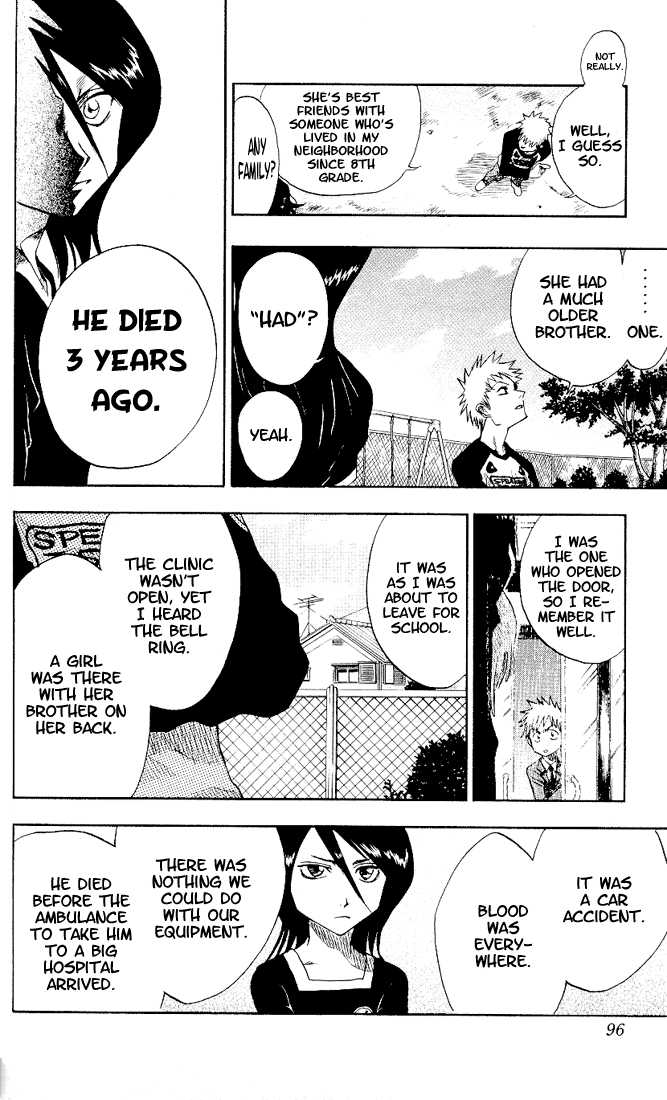 NOT
REALLY.
WELL,
I GUESS
SO.
SHE'S BEST
FRIENDS WITH
SOMEONE WHO'S
LIVED IN MY
NEIGHBORHOOD
SINCE 8TH
GRADE.
ANY
FAMILY?
......
ONE.
SHE HAD
A MUCH
OLDER
BROTHER.
"HAD"?
YEAH.
HE DIED
3 YEARS
AGO.
I WAS
THE ONE
WHO OPENED
THE DOOR,
SO I RE-
MEMBER IT
WELL.
IT WAS
AS I WAS
ABOUT TO
LEAVE FOR
SCHOOL.
THE CLINIC
WASN'T
OPEN, YET
I HEARD
THE BELL
RING.
SPE
A GIRL
WAS THERE
WITH HER
BROTHER ON
HER BACK.
IT WAS
A CAR
ACCIDENT.
BLOOD
WAS
EVERY-
WHERE.
THERE WAS
NOTHING WE
COULD DO
WITH OUR
EQUIPMENT.
HE DIED
BEFORE THE
AMBULANCE
TO TAKE HIM
TO A BIG
HOSPITAL
ARRIVED.
96